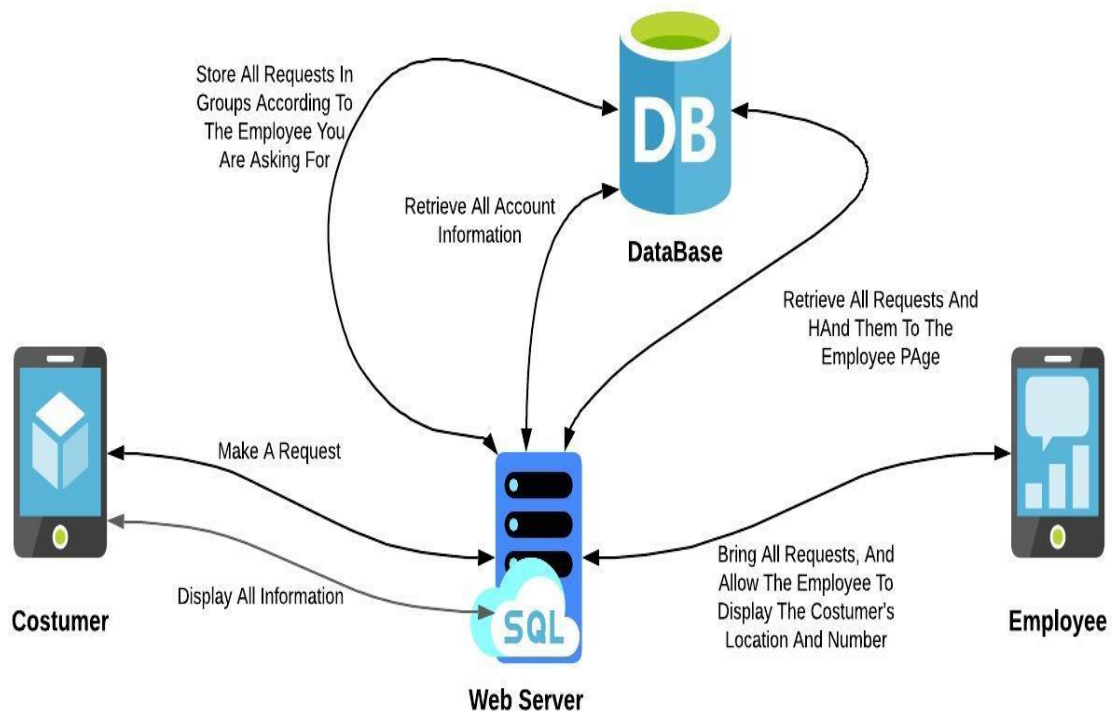 Store All Requests In
Groups According To
The Employee You
Are Asking For
DB
Retrieve All Account
Information
DataBase
Retrieve All Requests And
HAnd Them To The
Employee PAge
Make A Request
Display All Information
Costumer
SQL
Web Server
Bring All Requests, And
Allow The Employee To
Display The Costumer's
Location And Number
Employee